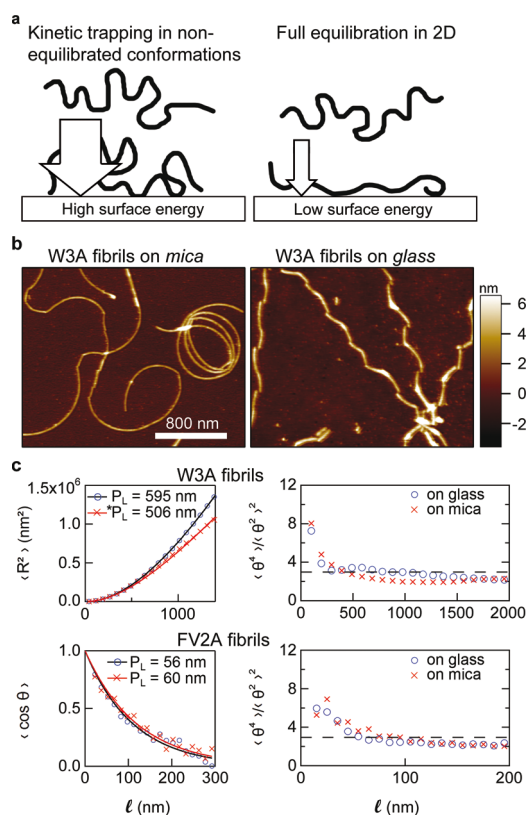 a
Kinetic trapping in non-
equilibrated conformations
Full equilibration in 2D
High surface energy
Low surface energy
b
W3A fibrils on mica
W3A fibrils on glass
nm
6
4
2
0
-2
800 nm
c
W3A fibrils
1.5x10⁶
1.0
0.5
0.0
⟨ R² ⟩ (nm²)
P_L = 595 nm
*P_L = 506 nm
0
1000
12
8
4
0
⟨ θ⁴ ⟩/⟨ θ² ⟩²
on glass
on mica
0
500
1000
1500
2000
FV2A fibrils
1.0
0.5
0.0
⟨ cos θ ⟩
P_L = 56 nm
P_L = 60 nm
0
100
200
300
ℓ (nm)
12
8
4
0
⟨ θ⁴ ⟩/⟨ θ² ⟩²
on glass
on mica
0
100
200
ℓ (nm)